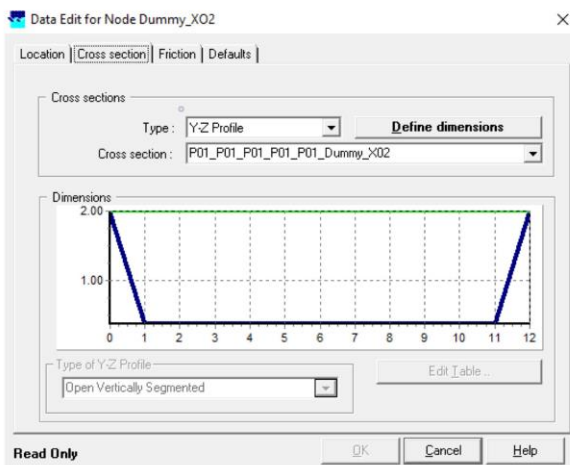 Data Edit for Node Dummy_XO2
Location Cross section Friction Defaults
Cross sections
Type : Y-Z Profile Define dimensions
Cross section : P01_P01_P01_P01_P01_Dummy_X02
Dimensions
2.00
1.00
0 1 2 3 4 5 6 7 8 9 10 11 12
Type of Y-Z Profile
Open Vertically Segmented
Edit Table ..
Read Only OK Cancel Help